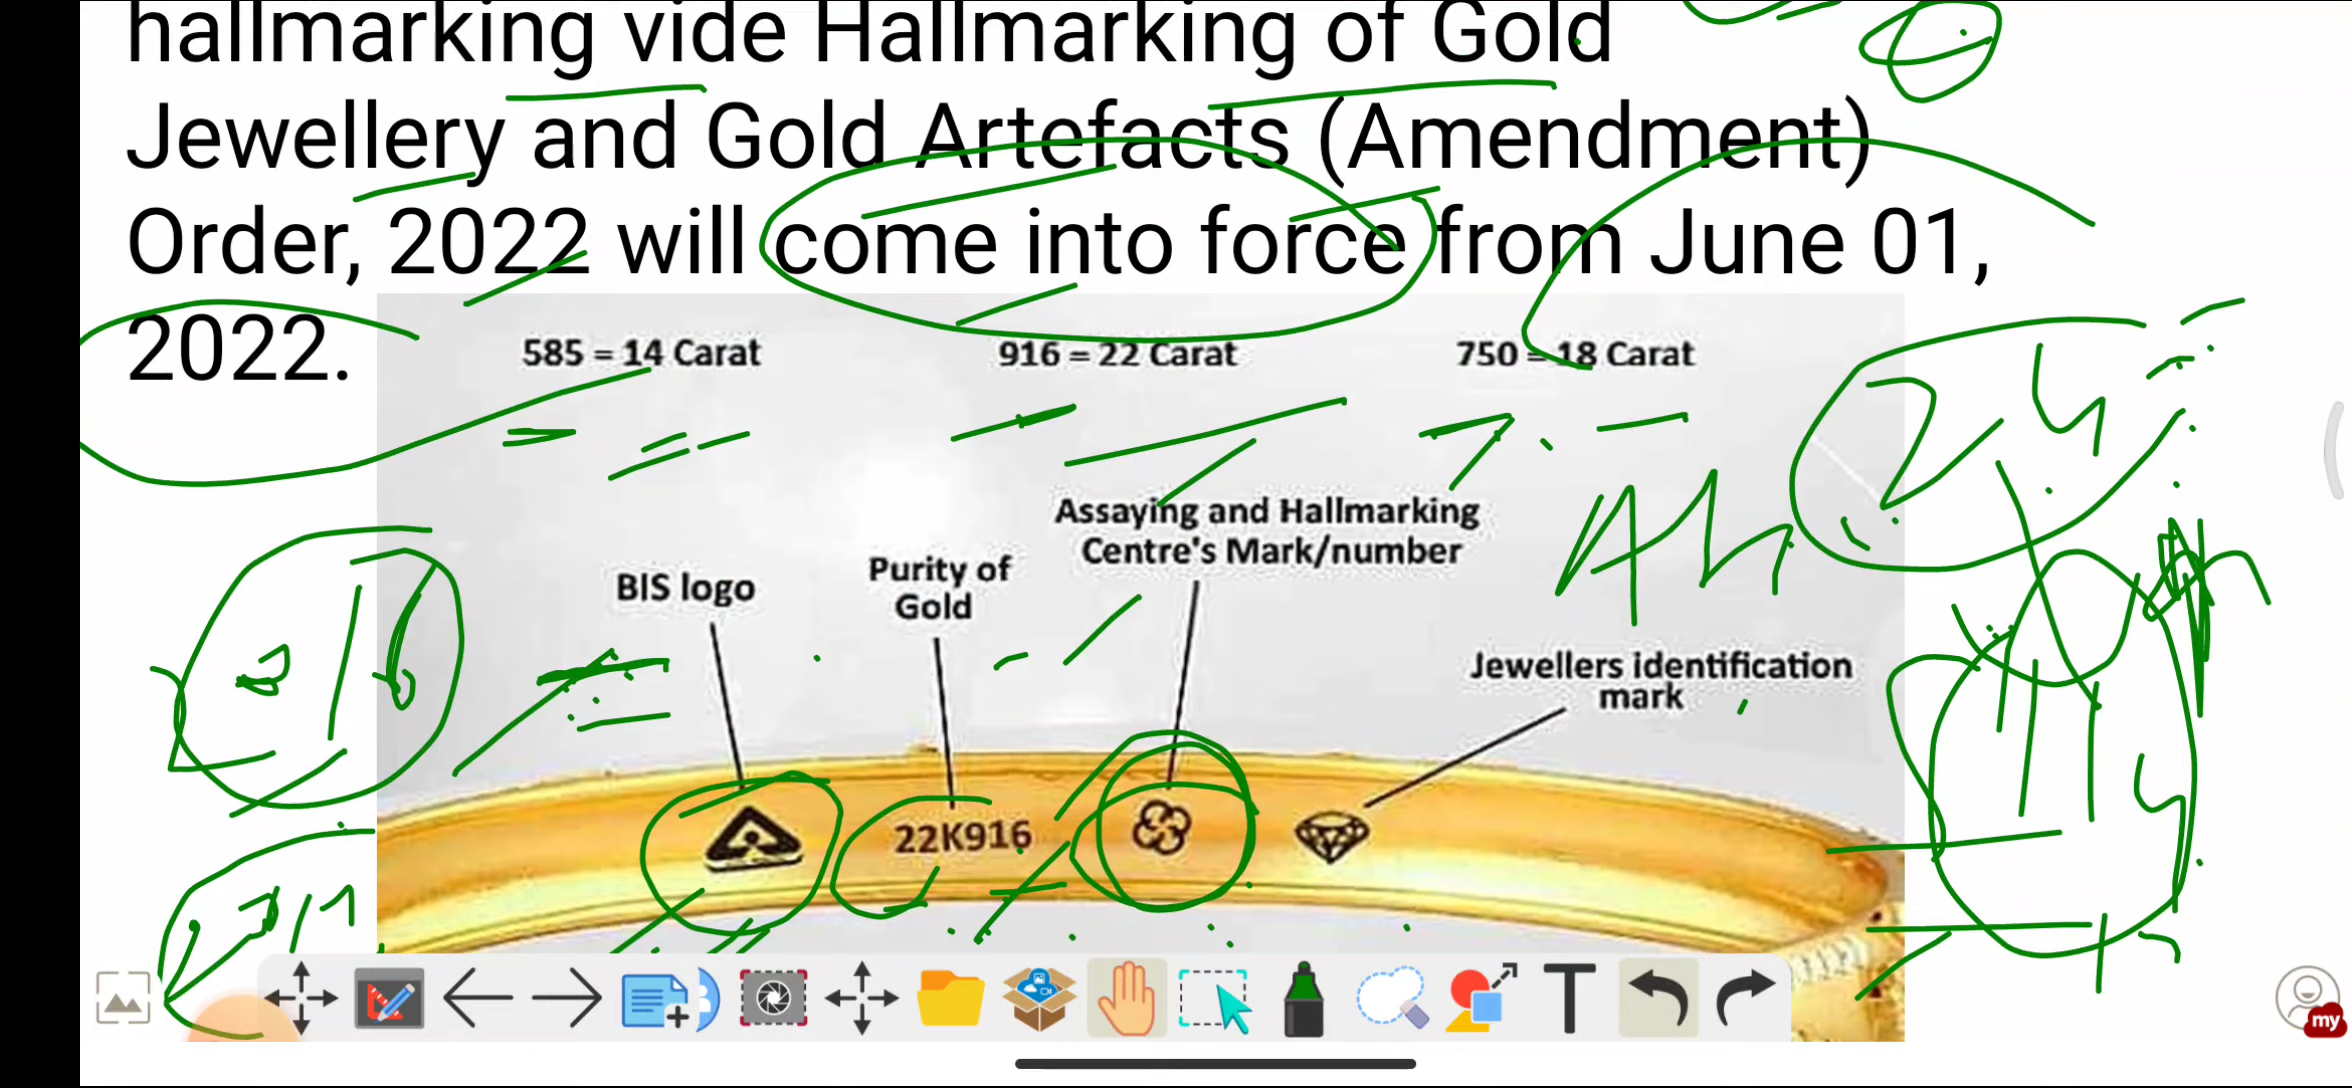 hallmarking vide Hallmarking of Gold
Jewellery and Gold Artefacts (Amendment)
Order, 2022 will come into force from June 01,
2022.
585 = 14 Carat 916 = 22 Carat 750 = 18 Carat
24
Assaying and Hallmarking
Centre's Mark/number
Purity of
Gold
BIS logo
Jewellers identification
mark
22K916
T
my